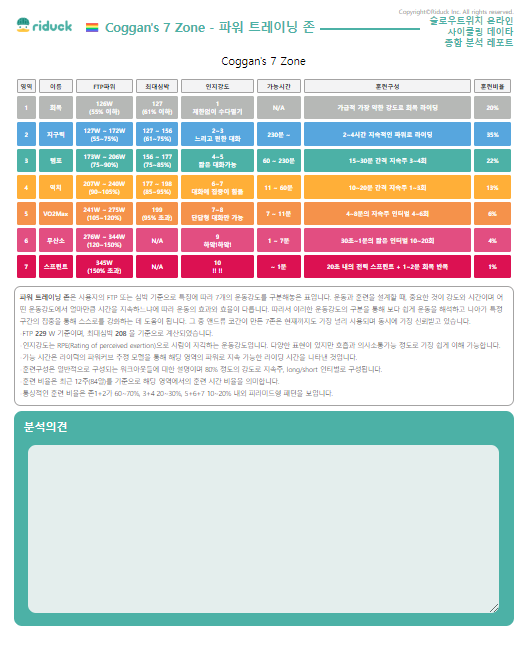 Copyright©Riduck Inc. All rights reserved.
riduck
Coggan's 7 Zone - 파워 트레이닝 존
슬로우트위치 온라인
사이클링 데이타
종합 분석 레포트
Coggan's 7 Zone
영역 이름 FTP파워 최대심박 인지강도 가능시간 훈련구성 훈련비율
1 회복 126W (55% 이하) 127 (61% 이하) 1 제한없이 수다떨기 N/A 가급적 가장 약한 강도로 회복 라이딩 20%
2 지구력 127W ~ 172W (55~75%) 127 ~ 156 (61~75%) 2~3 느리고 편한 대화 230분 ~ 2~4시간 지속적인 파워로 라이딩 35%
3 템포 173W ~ 206W (75~90%) 156 ~ 177 (75~85%) 4~5 짧은 대화가능 60 ~ 230분 15~30분 간격 지속주 3~4회 22%
4 역치 207W ~ 240W (90~105%) 177 ~ 198 (85~95%) 6~7 대화에 집중이 힘듦 11 ~ 60분 10~20분 간격 지속주 1~3회 13%
5 VO2Max 241W ~ 275W (105~120%) 199 (95% 초과) 7~8 단답형 대화만 가능 7 ~ 11분 4~8분의 지속주 인터벌 4~6회 6%
6 무산소 276W ~ 344W (120~150%) N/A 9 하악!하악! 1 ~ 7분 30초~1분의 짧은 인터벌 10~20회 4%
7 스프린트 345W (150% 초과) N/A 10 !! !! ~ 1분 20초 내외 전력 스프린트 + 1~2분 회복 반복 1%
파워 트레이닝 존은 사용자의 FTP 또는 심박 기준으로 특징에 따라 7개의 운동강도를 구분해놓은 표입니다. 운동과 훈련을 설계할 때, 중요한 것이 강도와 시간이며 어
떤 운동강도에서 얼마만큼 시간을 지속하느냐에 따라 운동의 효과와 효율이 다릅니다. 따라서 이러한 운동강도의 구분을 통해 보다 쉽게 운동을 해석하고 나아가 특정
구간의 집중을 통해 스스로를 강화하는 데 도움이 됩니다. 그 중 앤드류 코간이 만든 7존은 현재까지도 가장 널리 사용되며 동시에 가장 신뢰받고 있습니다.
·FTP 229 W 기준이며, 최대심박 208 을 기준으로 계산되었습니다.
·인지강도는 RPE(Rating of perceived exertion)으로 사람이 지각하는 운동강도입니다. 다양한 표현이 있지만 호흡과 의사소통가능 정도로 가장 쉽게 이해 가능합니다.
·가능 시간은 라이덕의 파워커브 추정 모델을 통해 해당 영역의 파워로 지속 가능한 라이딩 시간을 나타낸 것입니다.
·훈련구성은 일반적으로 구성되는 워크아웃들에 대한 설명이며 80% 정도의 강도로 지속주, long/short 인터벌로 구성됩니다.
·훈련 비율은 최근 12주(84일)를 기준으로 해당 영역에서의 훈련 시간 비율을 의미합니다.
·통상적인 훈련 비율은 존1+2가 60~70%, 3+4 20~30%, 5+6+7 10~20% 내외 피라미드형 패턴을 보입니다.
분석의견